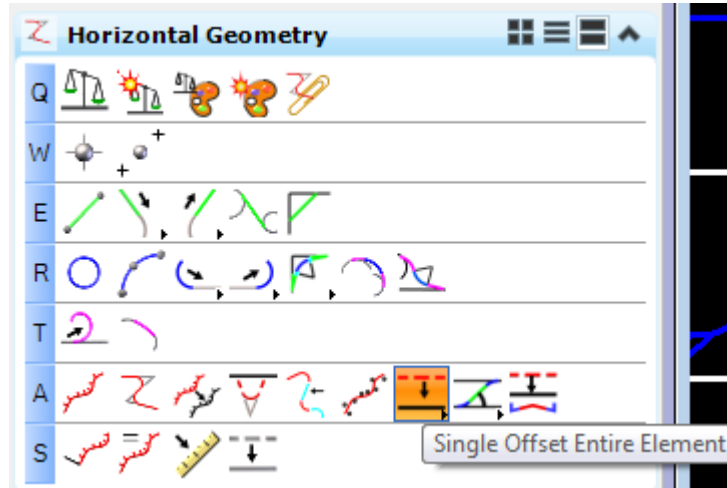 Horizontal Geometry
Q
W
E
R
T
A
S
Single Offset Entire Element